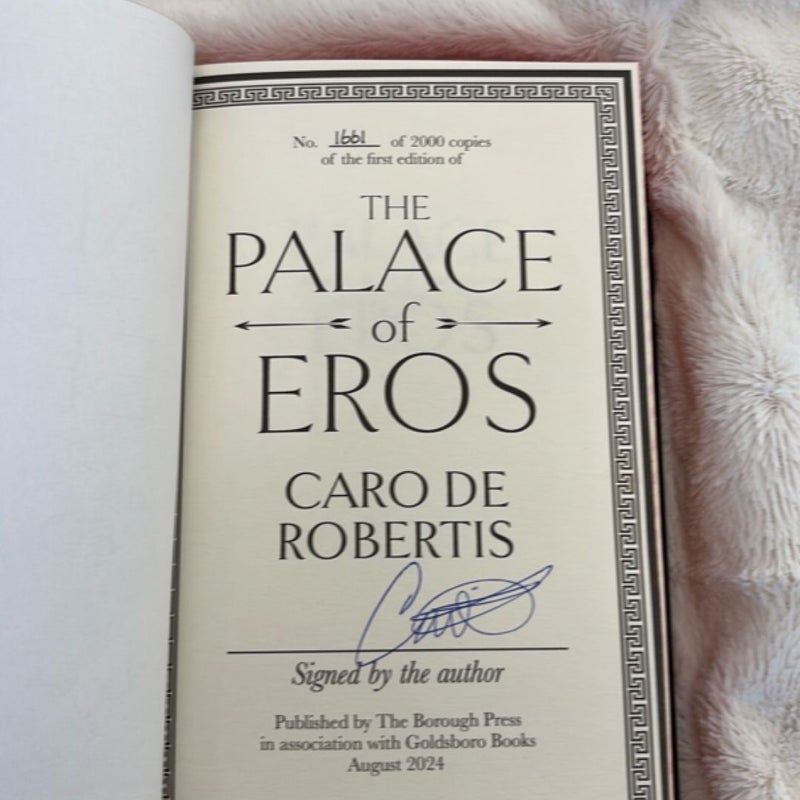 No. 1661 of 2000 copies
of the first edition of
THE
PALACE
of
EROS
CARO DE
ROBERTIS
Signed by the author
Published by The Borough Press
in association with Goldsboro Books
August 2024